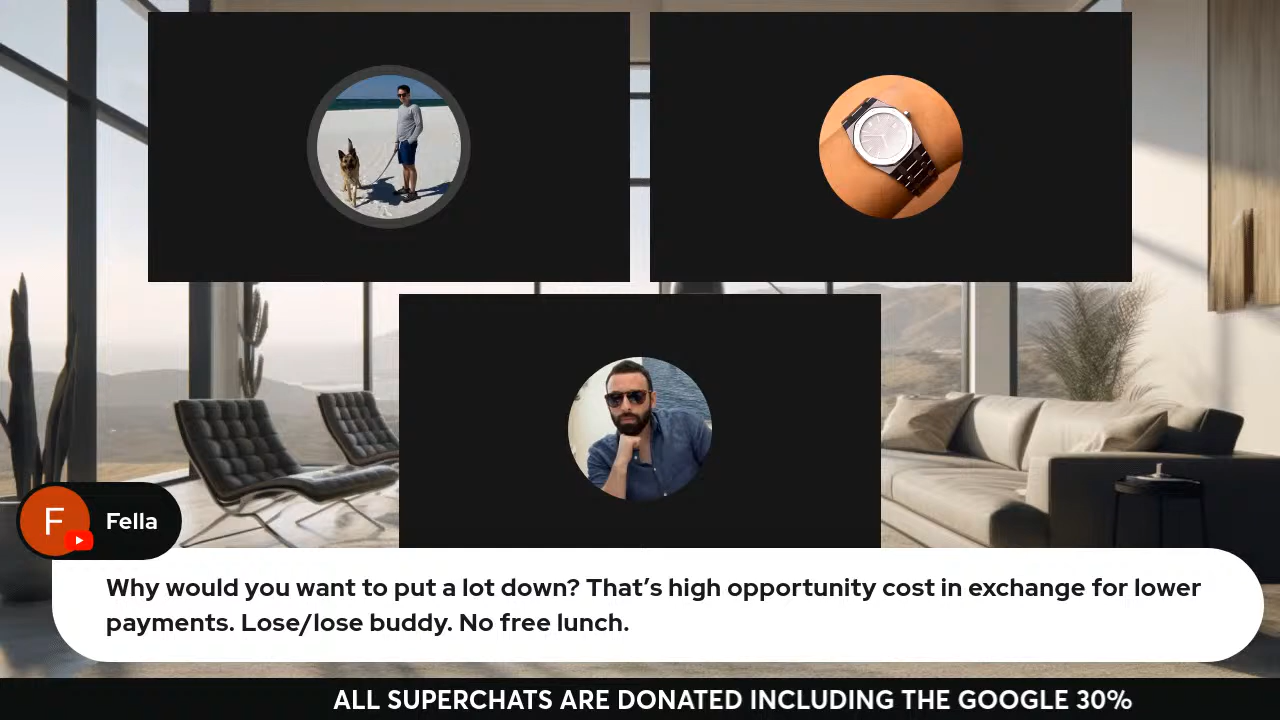 F
Fella
Why would you want to put a lot down? That’s high opportunity cost in exchange for lower
payments. Lose/lose buddy. No free lunch.
ALL SUPERCHATS ARE DONATED INCLUDING THE GOOGLE 30%